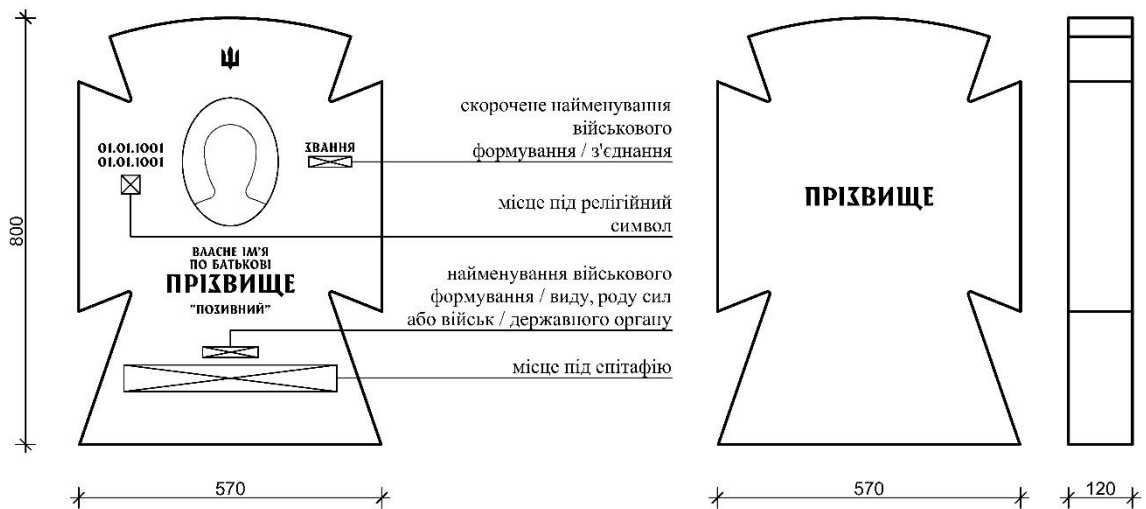 01.01.1001
01.01.1001
ЗВАННЯ
ВЛАСНЕ ІМ'Я
ПО БАТЬКОВІ
ПРІЗВИЩЕ
"ПОЗИВНИЙ"
скорочене найменування
військового
формування / з'єднання
місце під релігійний
символ
найменування військового
формування / виду, роду сил
або військ / державного органу
місце під епітафію
800
570
ПРІЗВИЩЕ
570
120